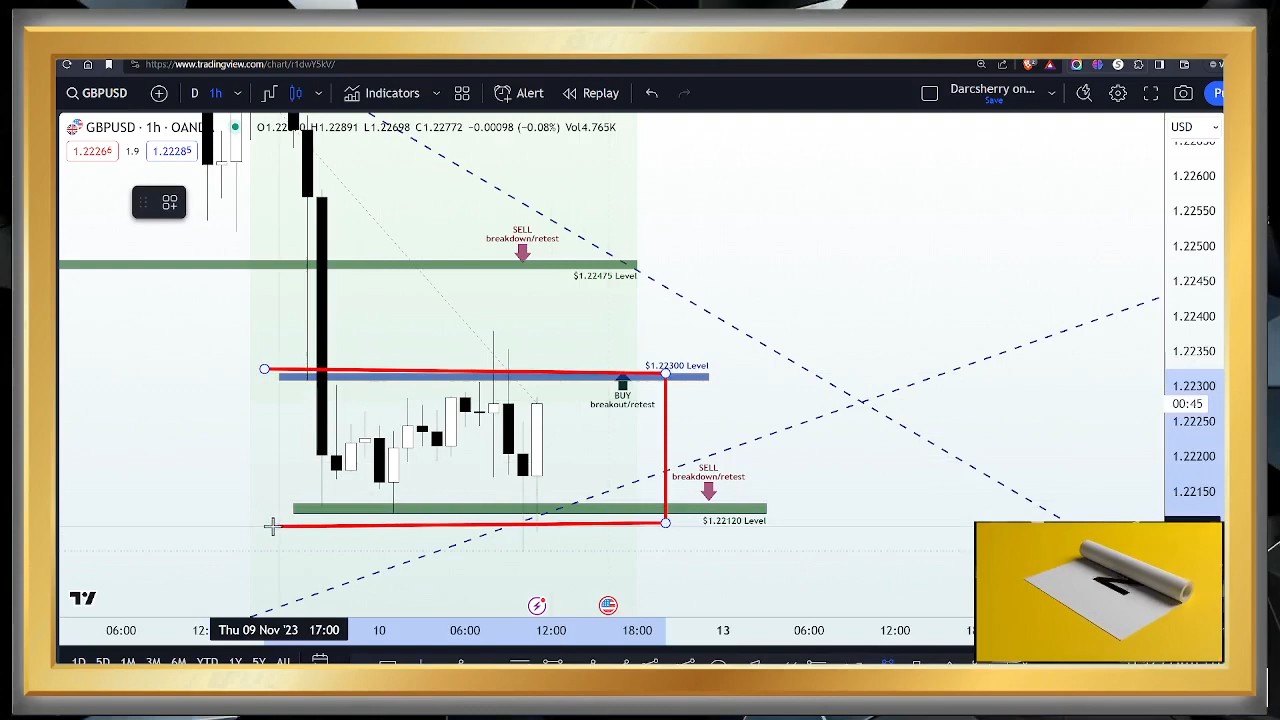 https://www.tradingview.com/chart/r1dwY5kV/
GBPUSD
D
1h
Indicators
Alert
Replay
Darcsherry on...
Save
GBPUSD · 1h · OAND
H1.22891 L1.22698 C1.22772 −0.00098 (−0.08%) Vol4.765K
USD
1.22266
1.9
1.22285
1.22600
1.22550
1.22500
1.22450
1.22400
1.22350
1.22300
00:45
1.22250
1.22200
1.22150
SELL
breakdown/retest
$1.22475 Level
$1.22300 Level
BUY
breakout/retest
SELL
breakdown/retest
$1.22120 Level
06:00
12:
Thu 09 Nov '23 17:00
10
06:00
12:00
18:00
13
06:00
12:00
1D 5D 1M 3M 6M YTD 1Y 5Y All